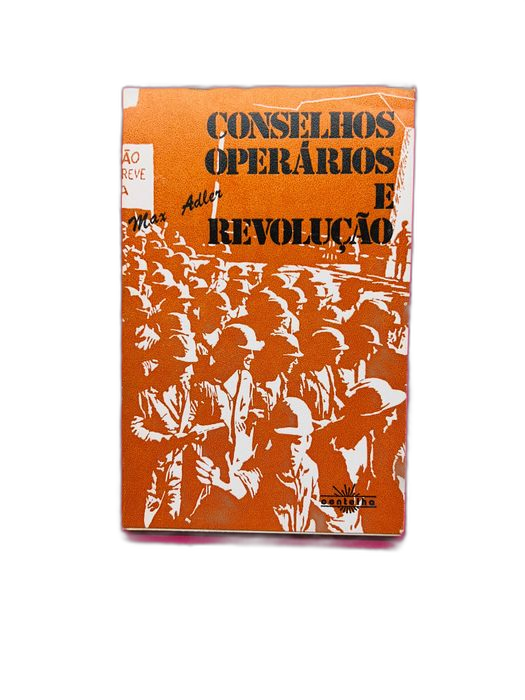 CONSELHOS
OPERÁRIOS
E
REVOLUÇÃO
Max Adler
ÃO
REVE
A
centelha